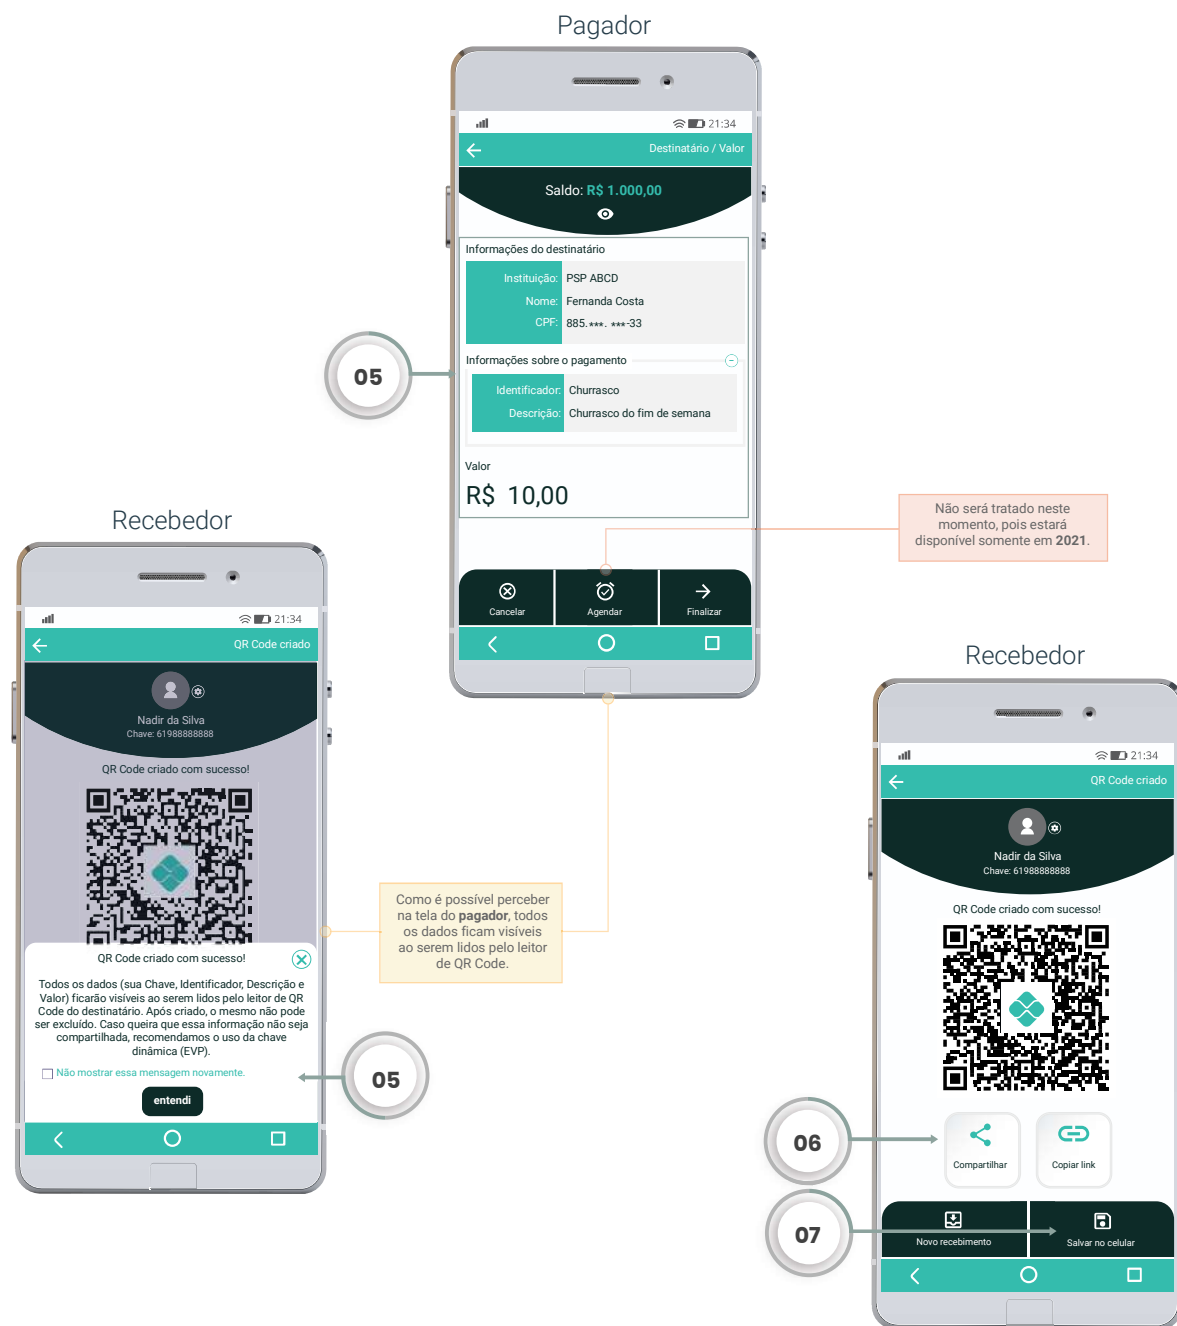 Pagador
21:34
Destinatário / Valor
Saldo: R$ 1.000,00
Informações do destinatário
Instituição: PSP ABCD
Nome: Fernanda Costa
CPF: 885.***. ***-33
05
Informações sobre o pagamento
Identificador: Churrasco
Descrição: Churrasco do fim de semana
Valor
R$ 10,00
Não será tratado neste
momento, pois estará
disponível somente em 2021.
Cancelar
Agendar
Finalizar
Recebedor
21:34
QR Code criado
Nadir da Silva
Chave: 61988888888
QR Code criado com sucesso!
QR Code criado com sucesso!
Todos os dados (sua Chave, Identificador, Descrição e
Valor) ficarão visíveis ao serem lidos pelo leitor de QR
Code do destinatário. Após criado, o mesmo não pode
ser excluído. Caso queira que essa informação não seja
compartilhada, recomendamos o uso da chave
dinâmica (EVP).
Não mostrar essa mensagem novamente.
entendi
05
Como é possível perceber
na tela do pagador, todos
os dados ficam visíveis
ao serem lidos pelo leitor
de QR Code.
Recebedor
21:34
QR Code criado
Nadir da Silva
Chave: 61988888888
QR Code criado com sucesso!
06
Compartilhar
Copiar link
07
Novo recebimento
Salvar no celular